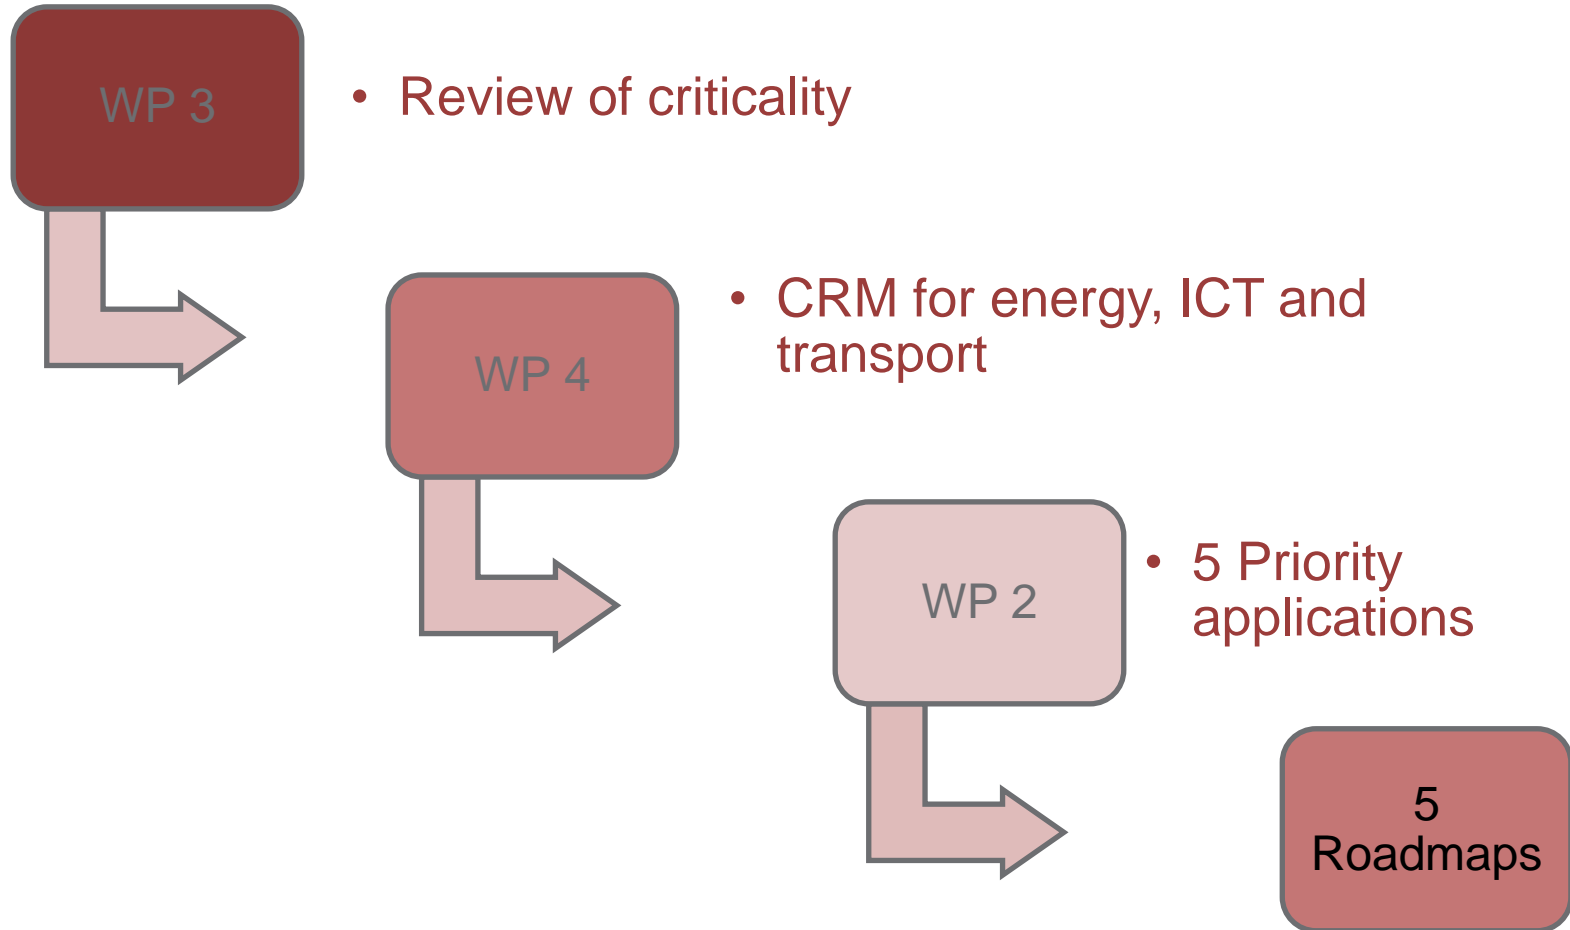 WP 3
• Review of criticality
WP 4
• CRM for energy, ICT and
transport
WP 2
• 5 Priority
applications
5
Roadmaps